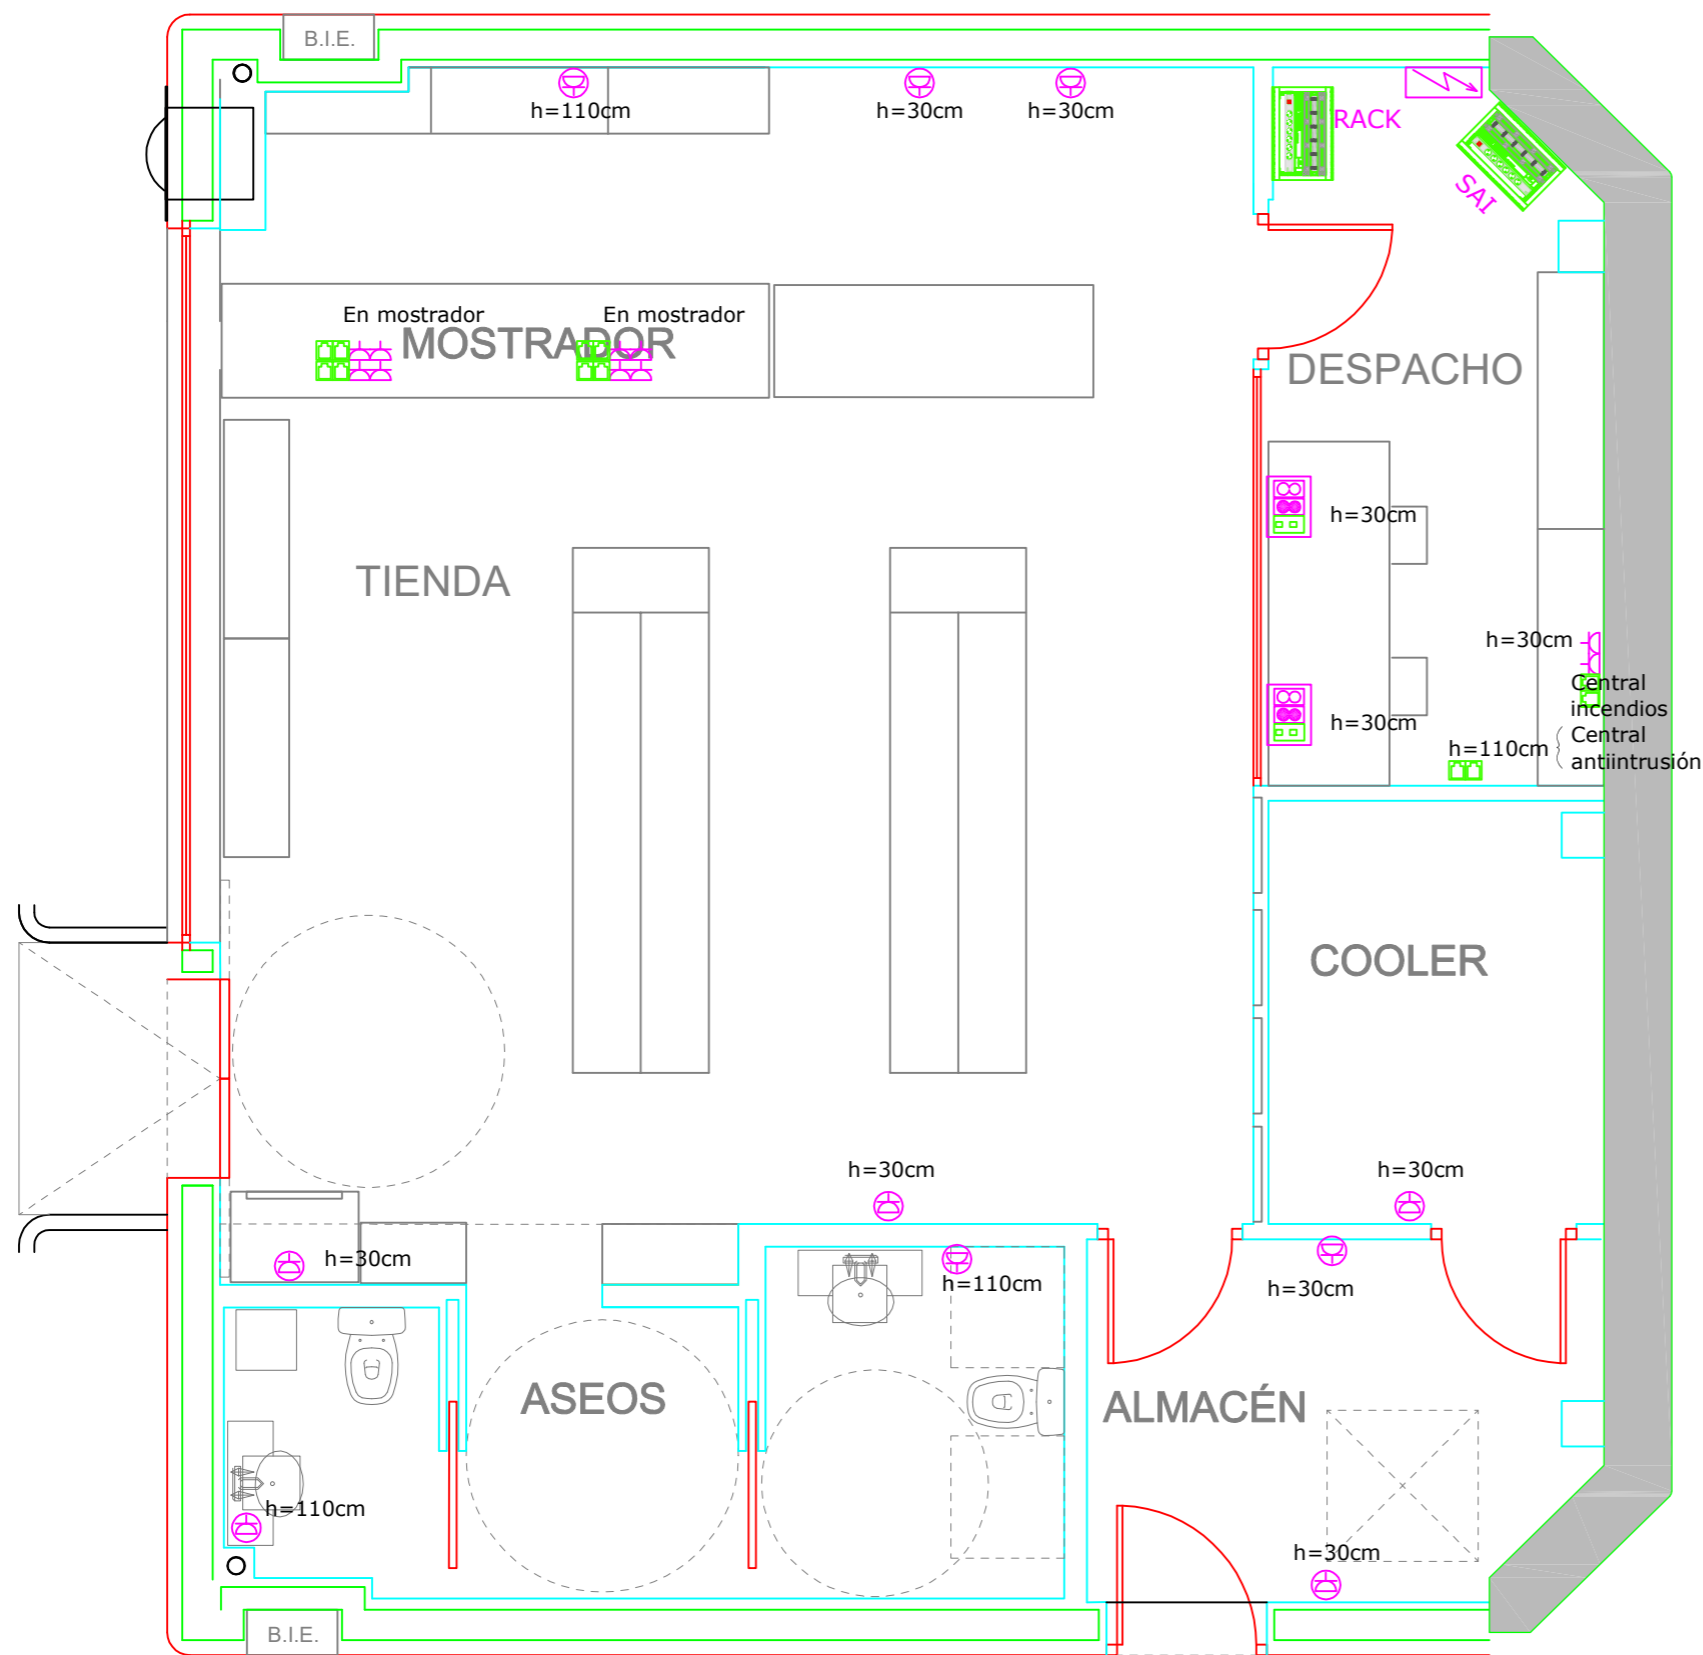 B.I.E.
h=110cm
h=30cm
h=30cm
RACK
SAI
En mostrador
En mostrador
MOSTRADOR
DESPACHO
h=30cm
TIENDA
h=30cm
Central
incendios
h=30cm
h=110cm
Central
antiintrusión
COOLER
h=30cm
h=30cm
h=30cm
h=110cm
h=30cm
ASEOS
ALMACÉN
h=110cm
h=30cm
B.I.E.